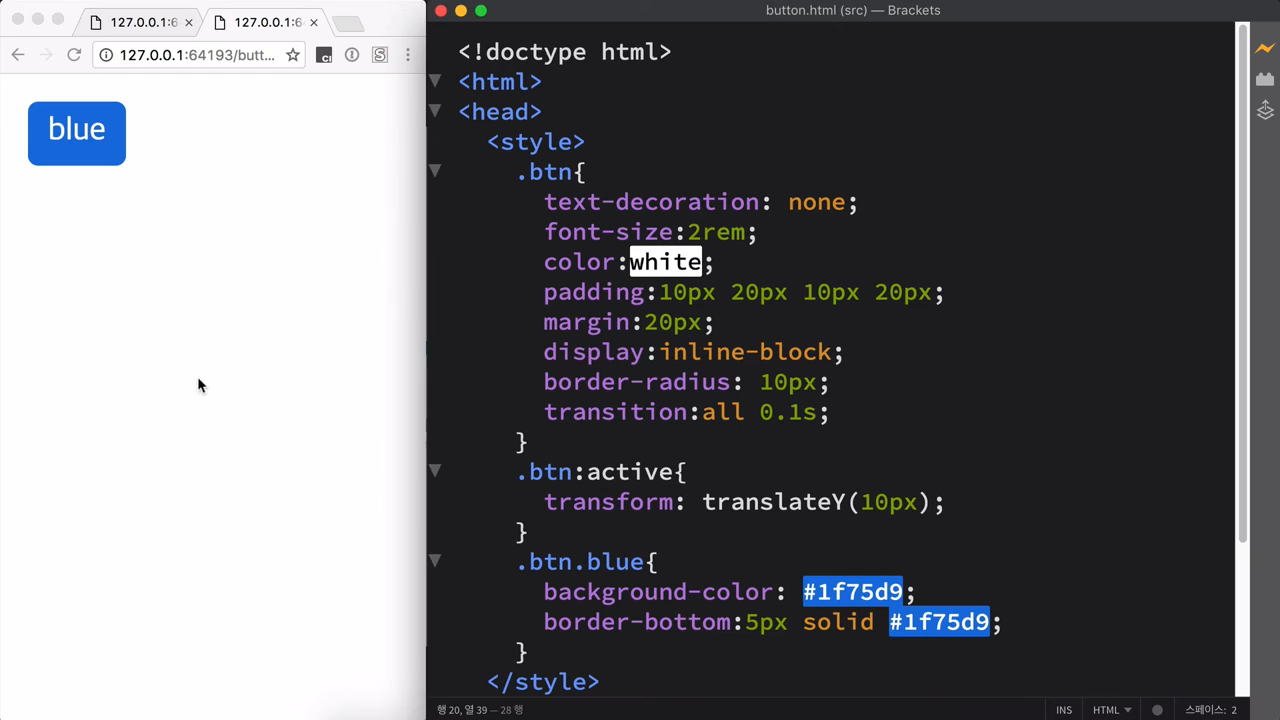 127.0.0.1:6
127.0.0.1:6
button.html (src) — Brackets
127.0.0.1:64193/butt...
blue
<!doctype html>
<html>
<head>
<style>
.btn{
text-decoration: none;
font-size:2rem;
color:white;
padding:10px 20px 10px 20px;
margin:20px;
display:inline-block;
border-radius: 10px;
transition:all 0.1s;
}
.btn:active{
transform: translateY(10px);
}
.btn.blue{
background-color: #1f75d9;
border-bottom:5px solid #1f75d9;
}
</style>
행 20, 열 39 — 28 행
INS
HTML
스페이스: 2